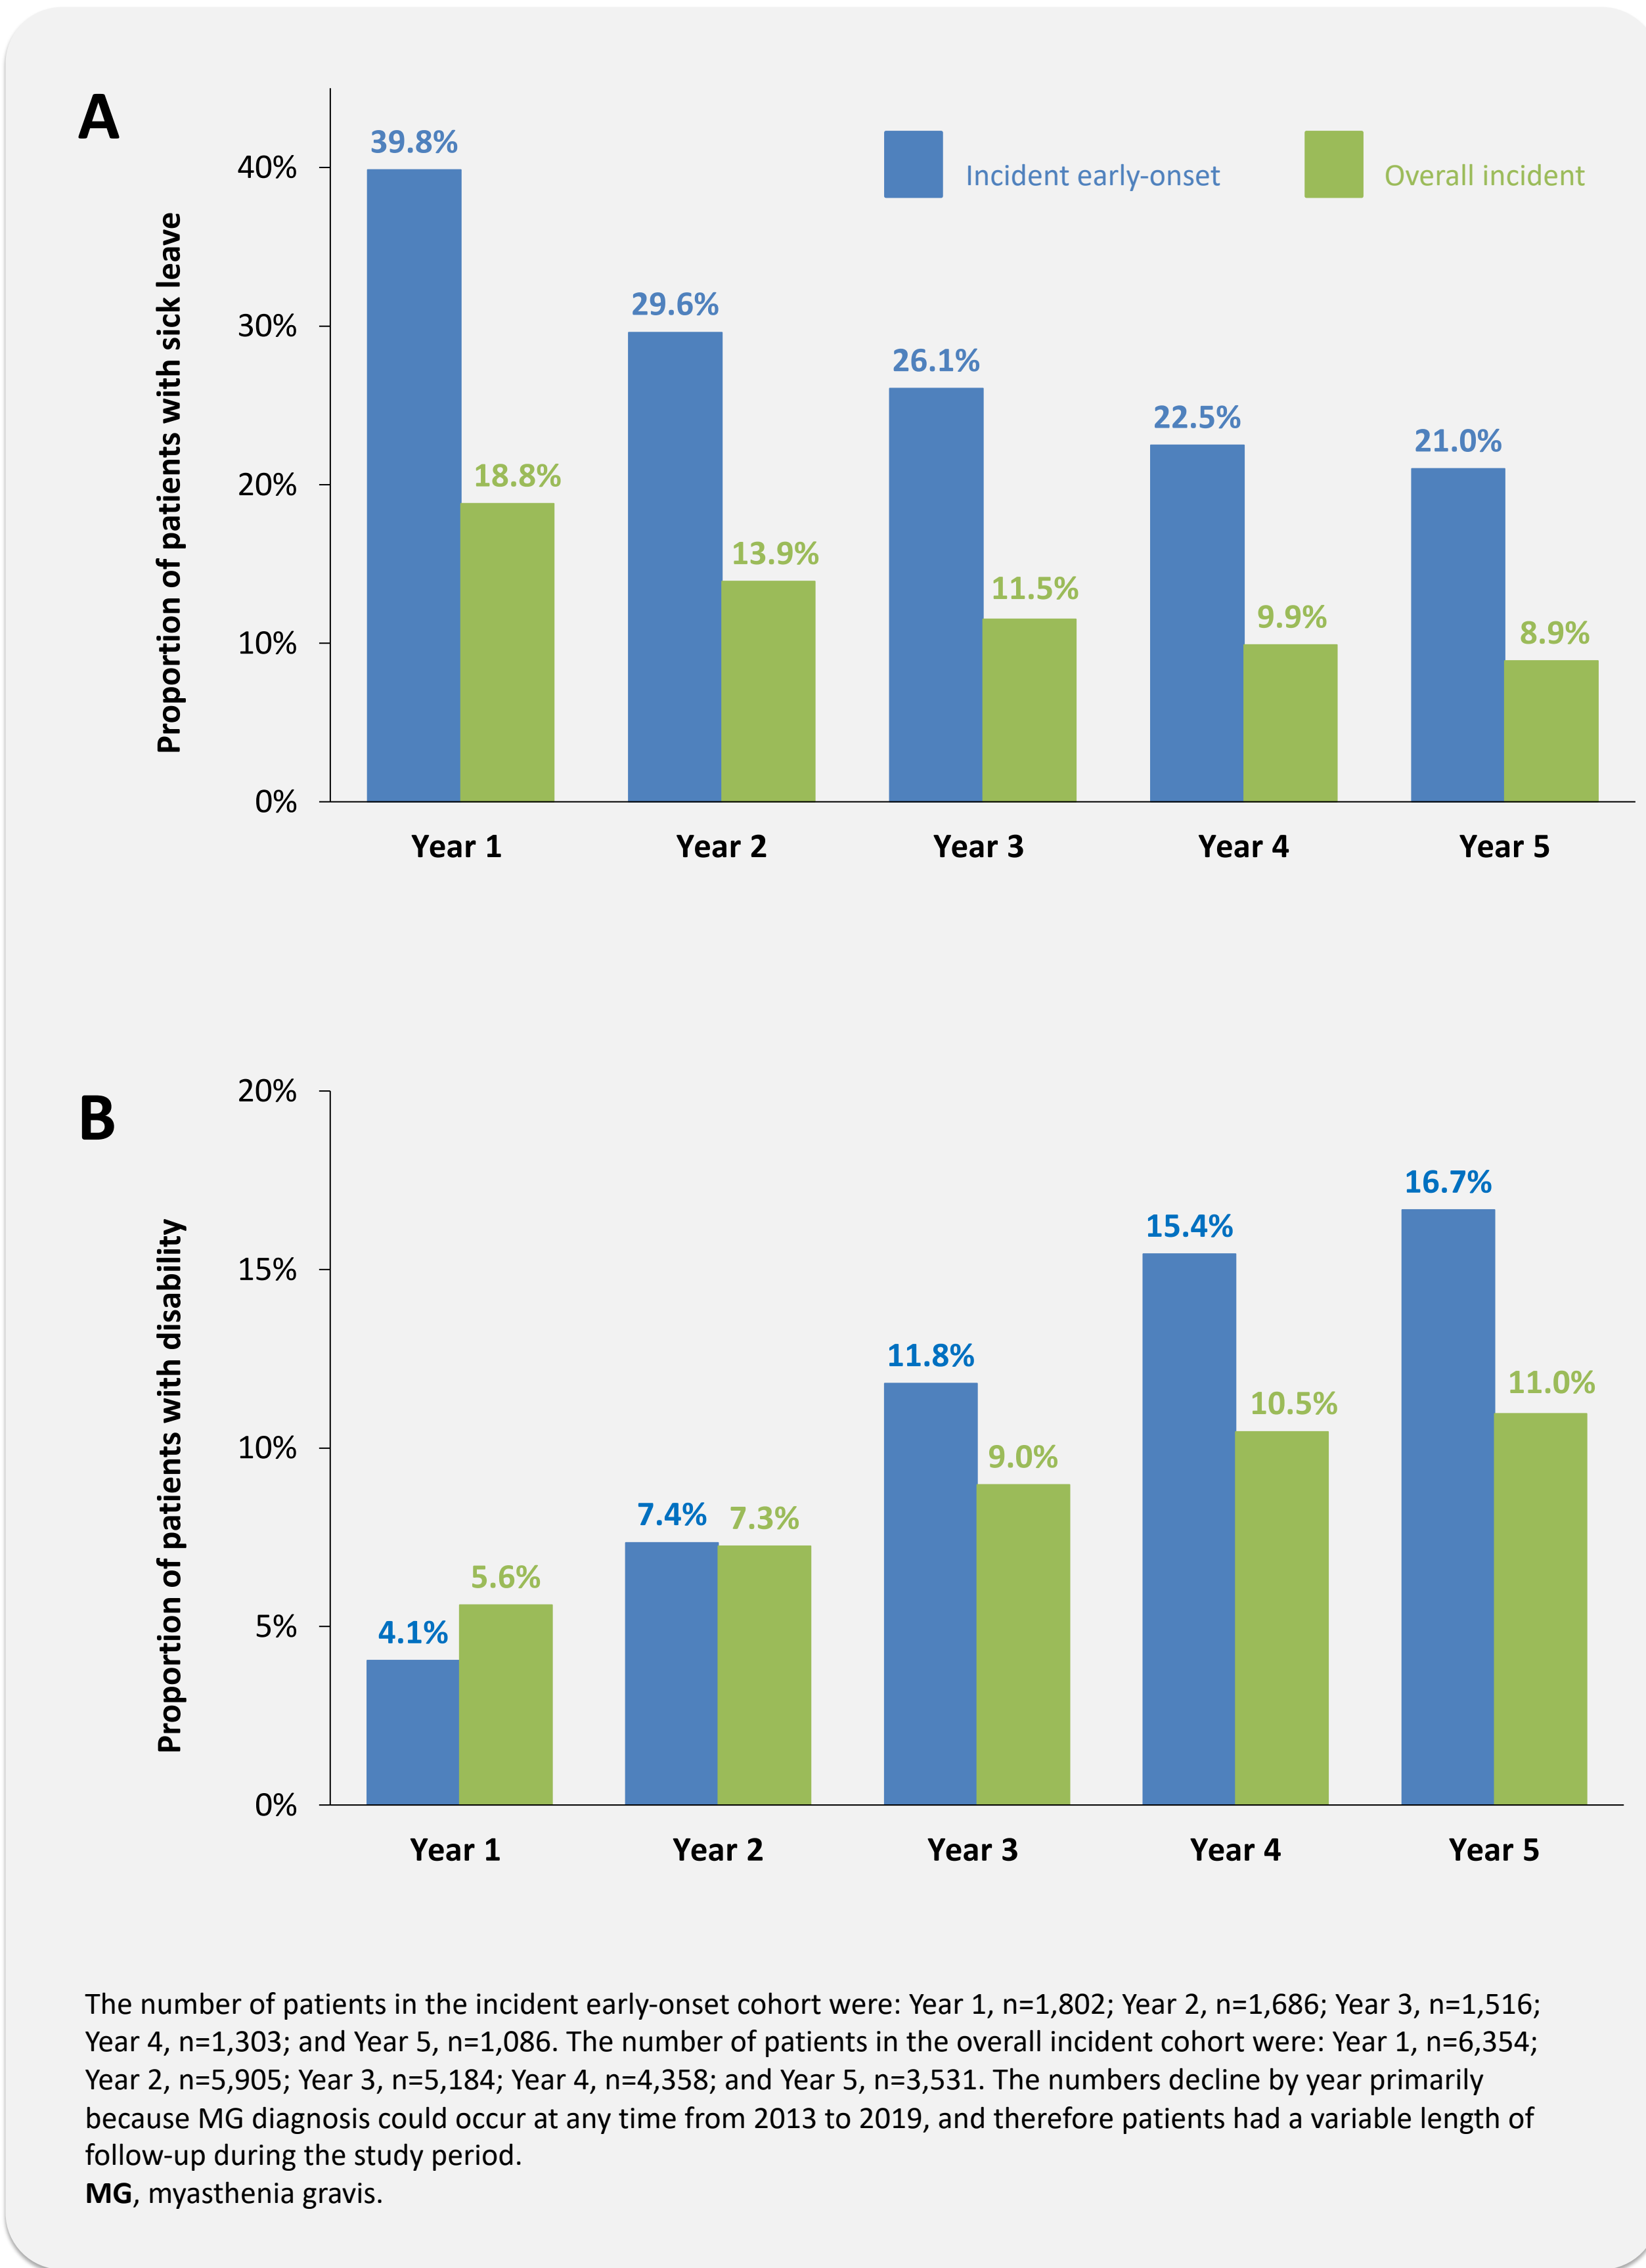 A
Proportion of patients with sick leave
40%
30%
20%
10%
0%
Incident early-onset
Overall incident
39.8%
18.8%
29.6%
13.9%
26.1%
11.5%
22.5%
9.9%
21.0%
8.9%
Year 1
Year 2
Year 3
Year 4
Year 5
B
Proportion of patients with disability
20%
15%
10%
5%
0%
4.1%
5.6%
7.4%
7.3%
11.8%
9.0%
15.4%
10.5%
16.7%
11.0%
Year 1
Year 2
Year 3
Year 4
Year 5
The number of patients in the incident early-onset cohort were: Year 1, n=1,802; Year 2, n=1,686; Year 3, n=1,516;
Year 4, n=1,303; and Year 5, n=1,086. The number of patients in the overall incident cohort were: Year 1, n=6,354;
Year 2, n=5,905; Year 3, n=5,184; Year 4, n=4,358; and Year 5, n=3,531. The numbers decline by year primarily
because MG diagnosis could occur at any time from 2013 to 2019, and therefore patients had a variable length of
follow-up during the study period.
MG, myasthenia gravis.